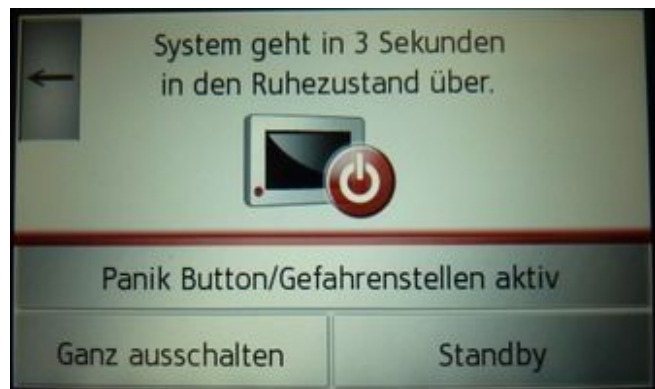 System geht in 3 Sekunden
in den Ruhezustand über.
Panik Button/Gefahrenstellen aktiv
Ganz ausschalten
Standby